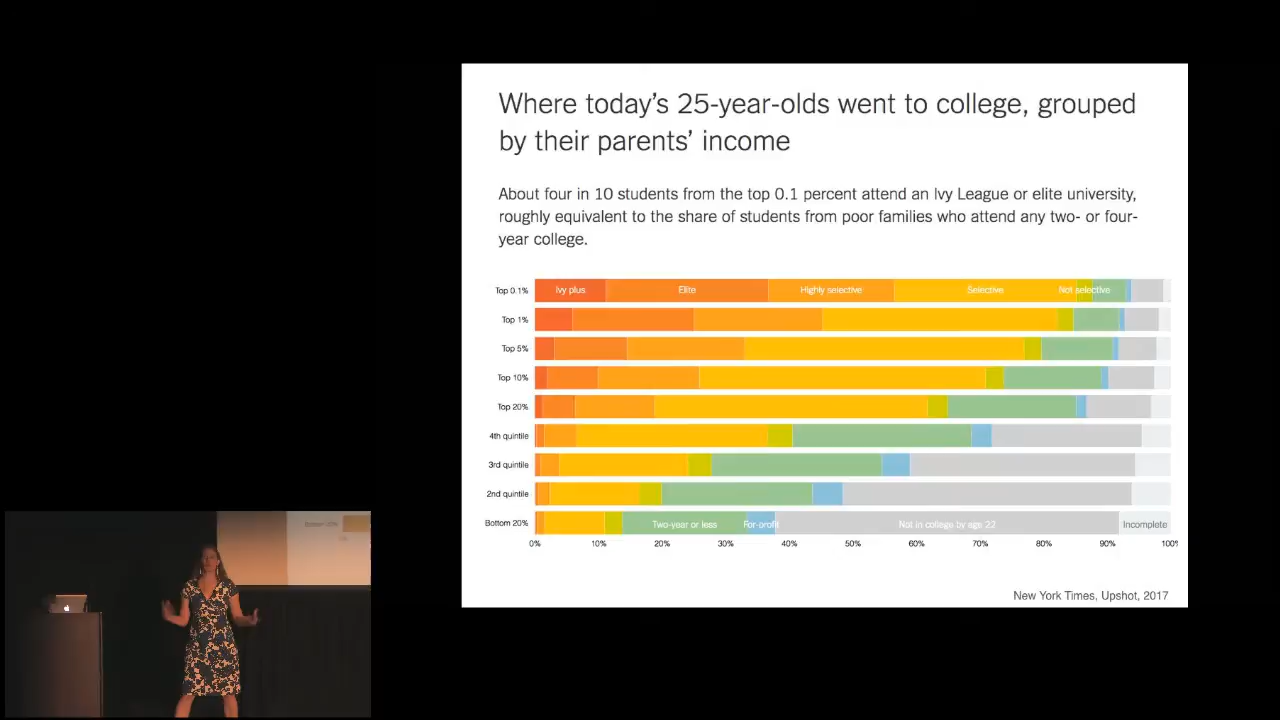 Where today's 25-year-olds went to college, grouped
by their parents' income
About four in 10 students from the top 0.1 percent attend an Ivy League or elite university,
roughly equivalent to the share of students from poor families who attend any two- or four-
year college.
Top 0.1%
Ivy plus
Elite
Highly selective
Selective
Not selective
Top 1%
Top 5%
Top 10%
Top 20%
4th quintile
3rd quintile
2nd quintile
Bottom 20%
Two-year or less
For-profit
Not in college by age 22
Incomplete
0%
10%
20%
30%
40%
50%
60%
70%
80%
90%
100%
New York Times, Upshot, 2017